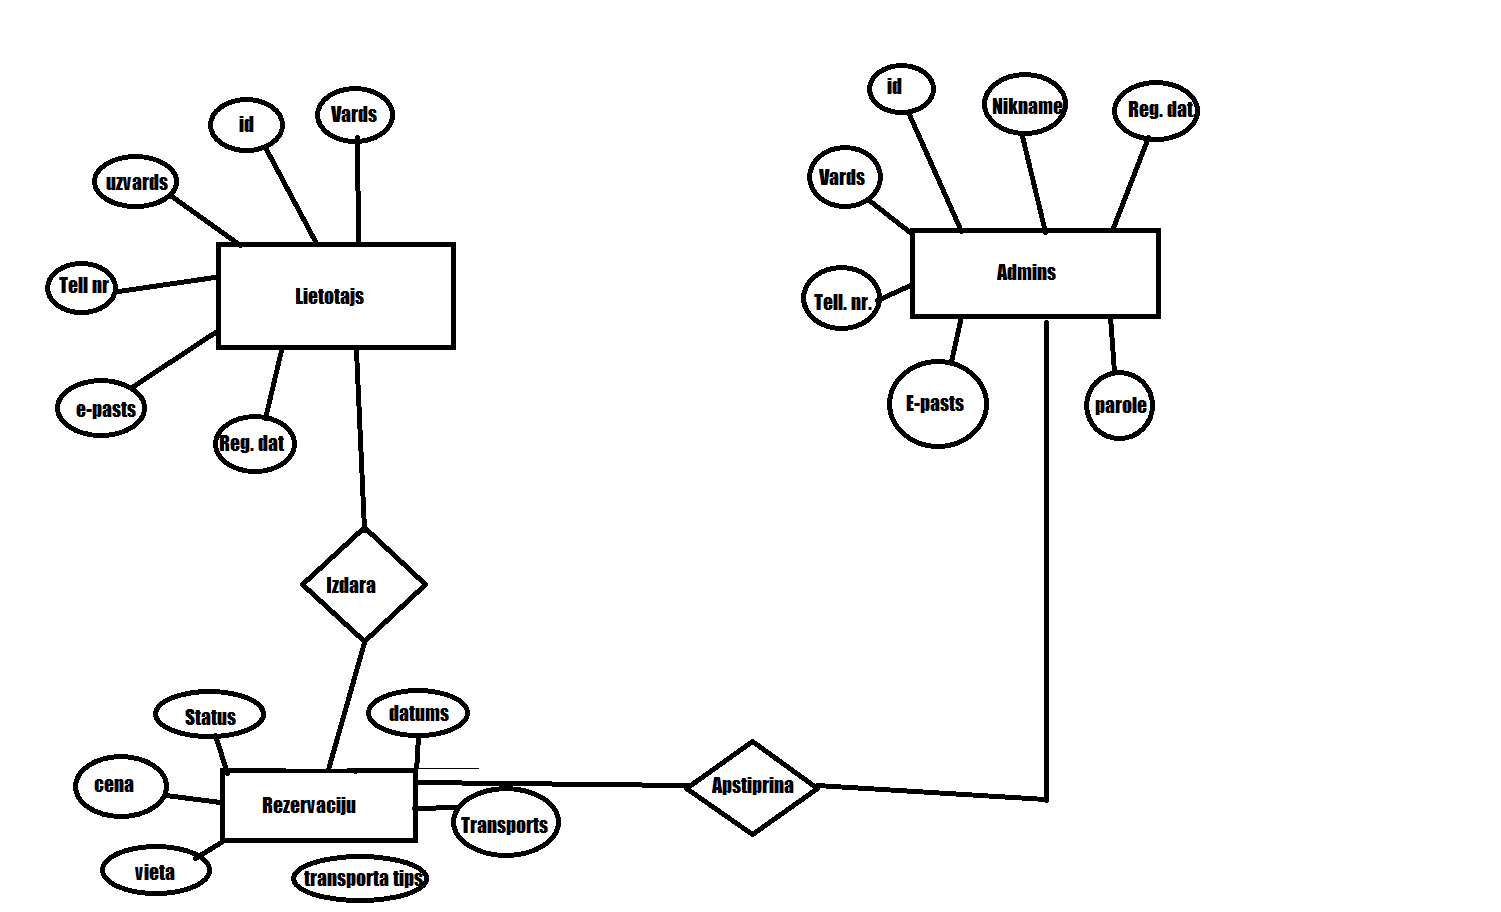 id
Vards
uzvards
Tell nr
Lietotajs
e-pasts
Reg. dat
id
Nikname
Reg. dat.
Vards
Admins
Tell. nr.
E-pasts
parole
Izdara
Status
datums
cena
Rezervaciju
Transports
vieta
transporta tips
Apstiprina